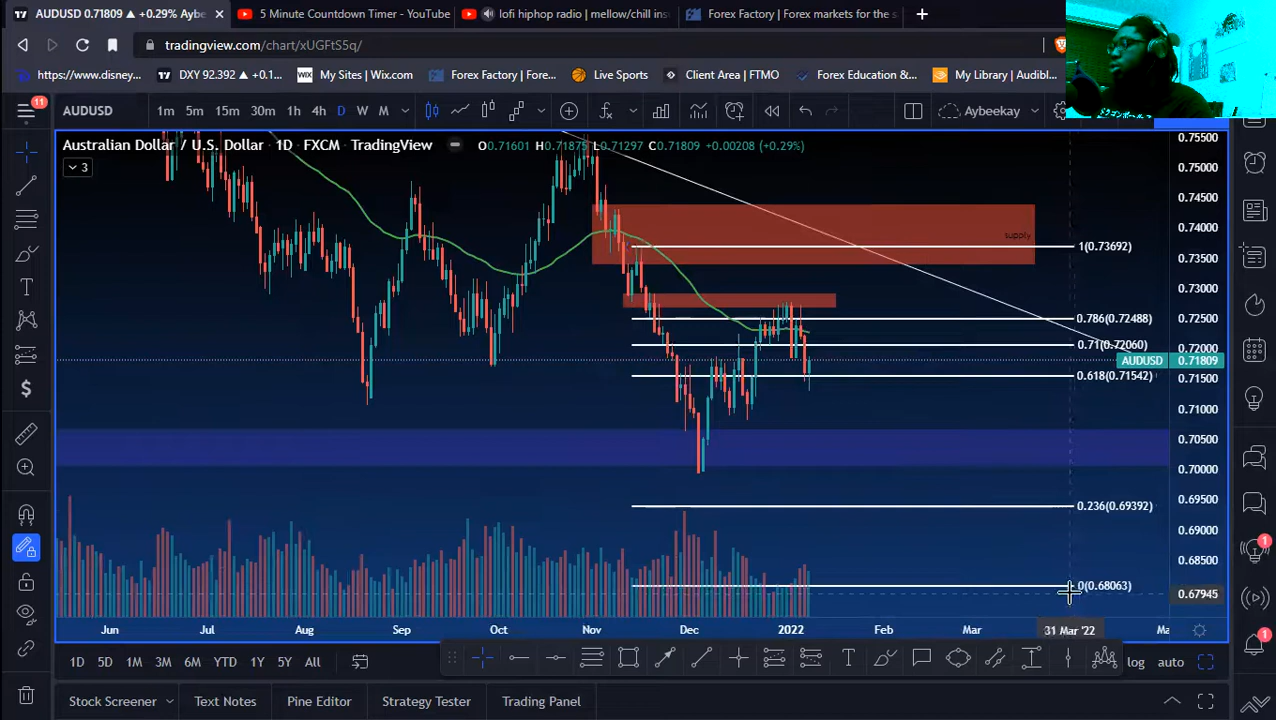 AUDUSD 0.71809 ▲ +0.29% Aybe
5 Minute Countdown Timer - YouTube
lofi hiphop radio | mellow/chill ins
Forex Factory | Forex markets for the s
tradingview.com/chart/xUGFtS5q/
https://www.disney...
DXY 92.392 ▲ +0.1...
My Sites | Wix.com
Forex Factory | Fore...
Live Sports
Client Area | FTMO
Forex Education &...
My Library | Audibl...
11
AUDUSD
1m 5m 15m 30m 1h 4h D W M
Aybeekay
Australian Dollar / U.S. Dollar · 1D · FXCM · TradingView
O0.71601 H0.71875 L0.71297 C0.71809 +0.00208 (+0.29%)
3
0.75500
0.75000
0.74500
0.74000
0.73500
0.73000
0.72500
0.72000
AUDUSD 0.71809
0.71500
0.71000
0.70500
0.70000
0.69500
0.69000
0.68500
0.67945
supply
1(0.73692)
0.786(0.72488)
0.71(0.72060)
0.618(0.71542)
0.236(0.69392)
0(0.68063)
Jun Jul Aug Sep Oct Nov Dec 2022 Feb Mar 31 Mar '22 Ma
1D 5D 1M 3M 6M YTD 1Y 5Y All
log auto
Stock Screener Text Notes Pine Editor Strategy Tester Trading Panel
1
1